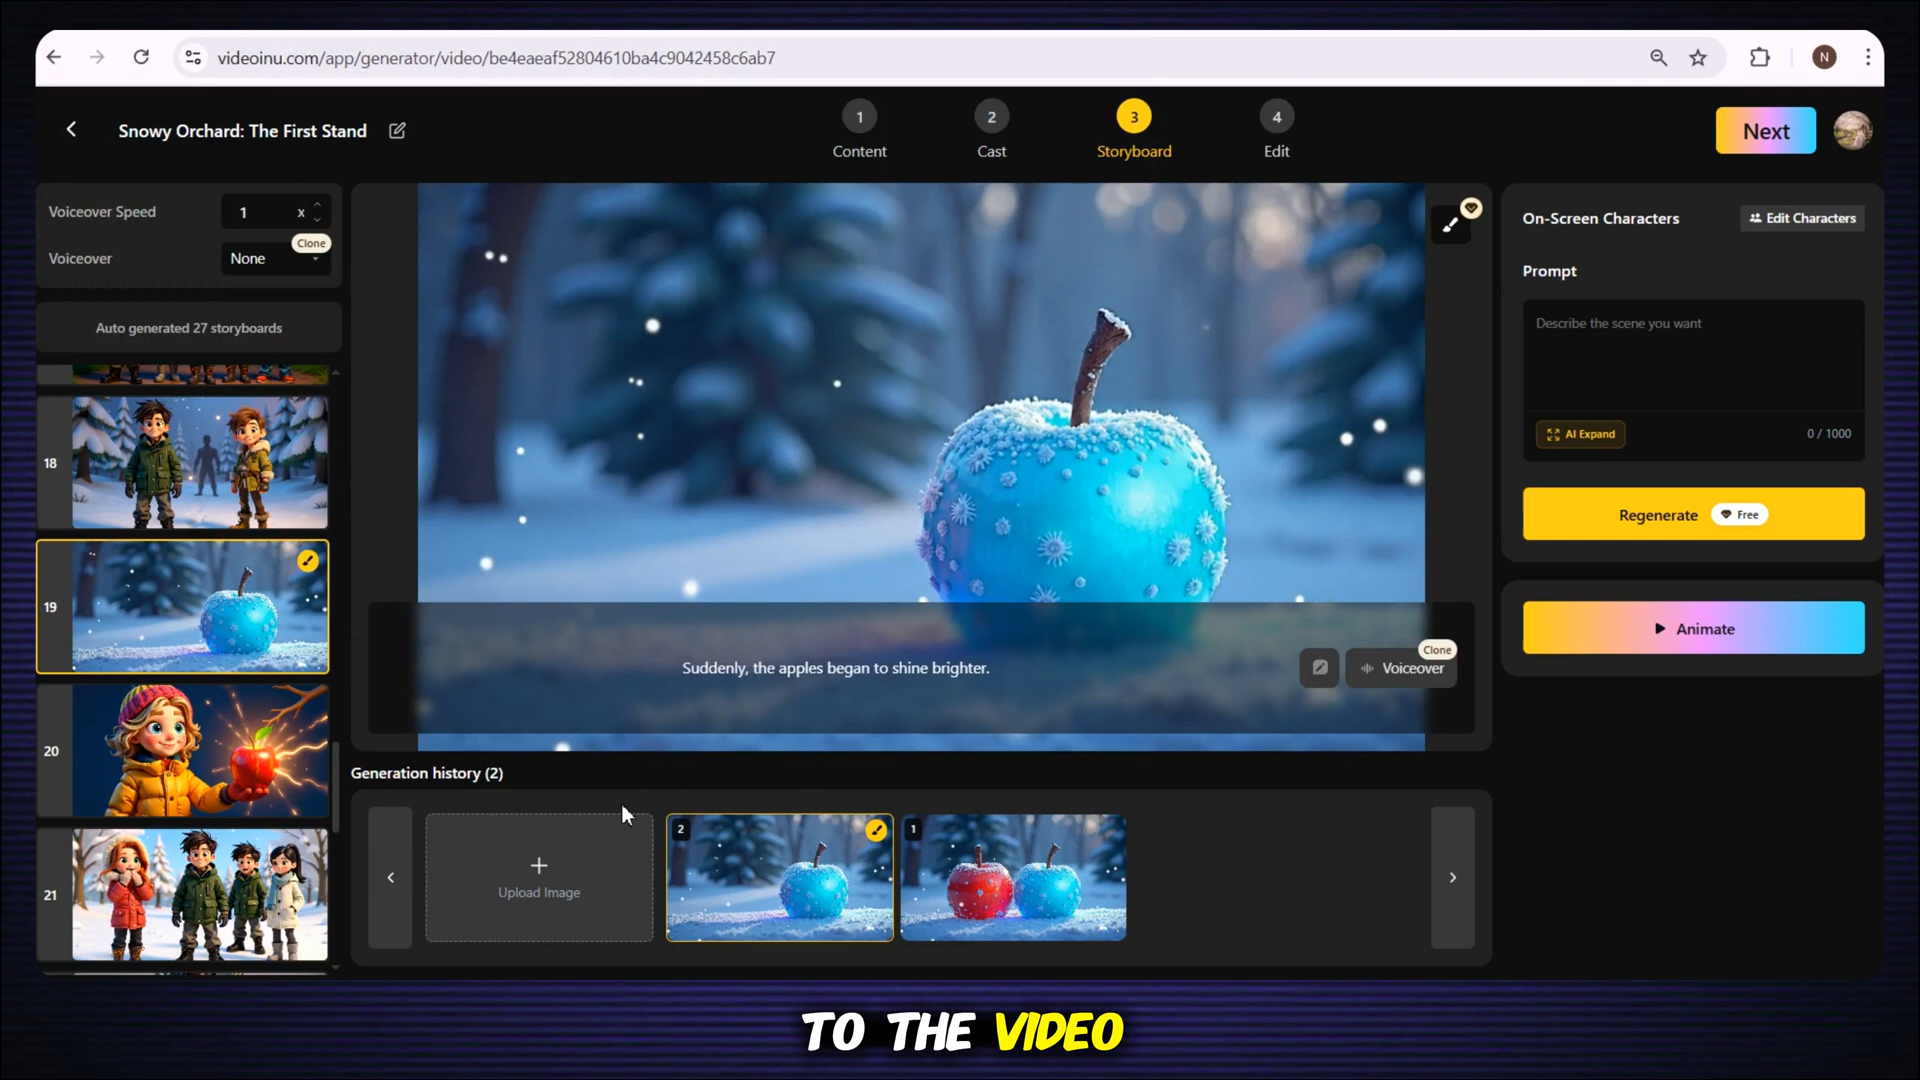 videoinu.com/app/generator/video/be4eaeaf52804610ba4c9042458c6ab7
N
Snowy Orchard: The First Stand
1
Content
2
Cast
3
Storyboard
4
Edit
Next
Voiceover Speed
1 x
Clone
Voiceover
None
Auto generated 27 storyboards
18
19
20
21
Suddenly, the apples began to shine brighter.
Clone
Voiceover
Generation history (2)
Upload Image
2
1
On-Screen Characters
Edit Characters
Prompt
Describe the scene you want
AI Expand
0 / 1000
Regenerate
Free
Animate
TO THE VIDEO